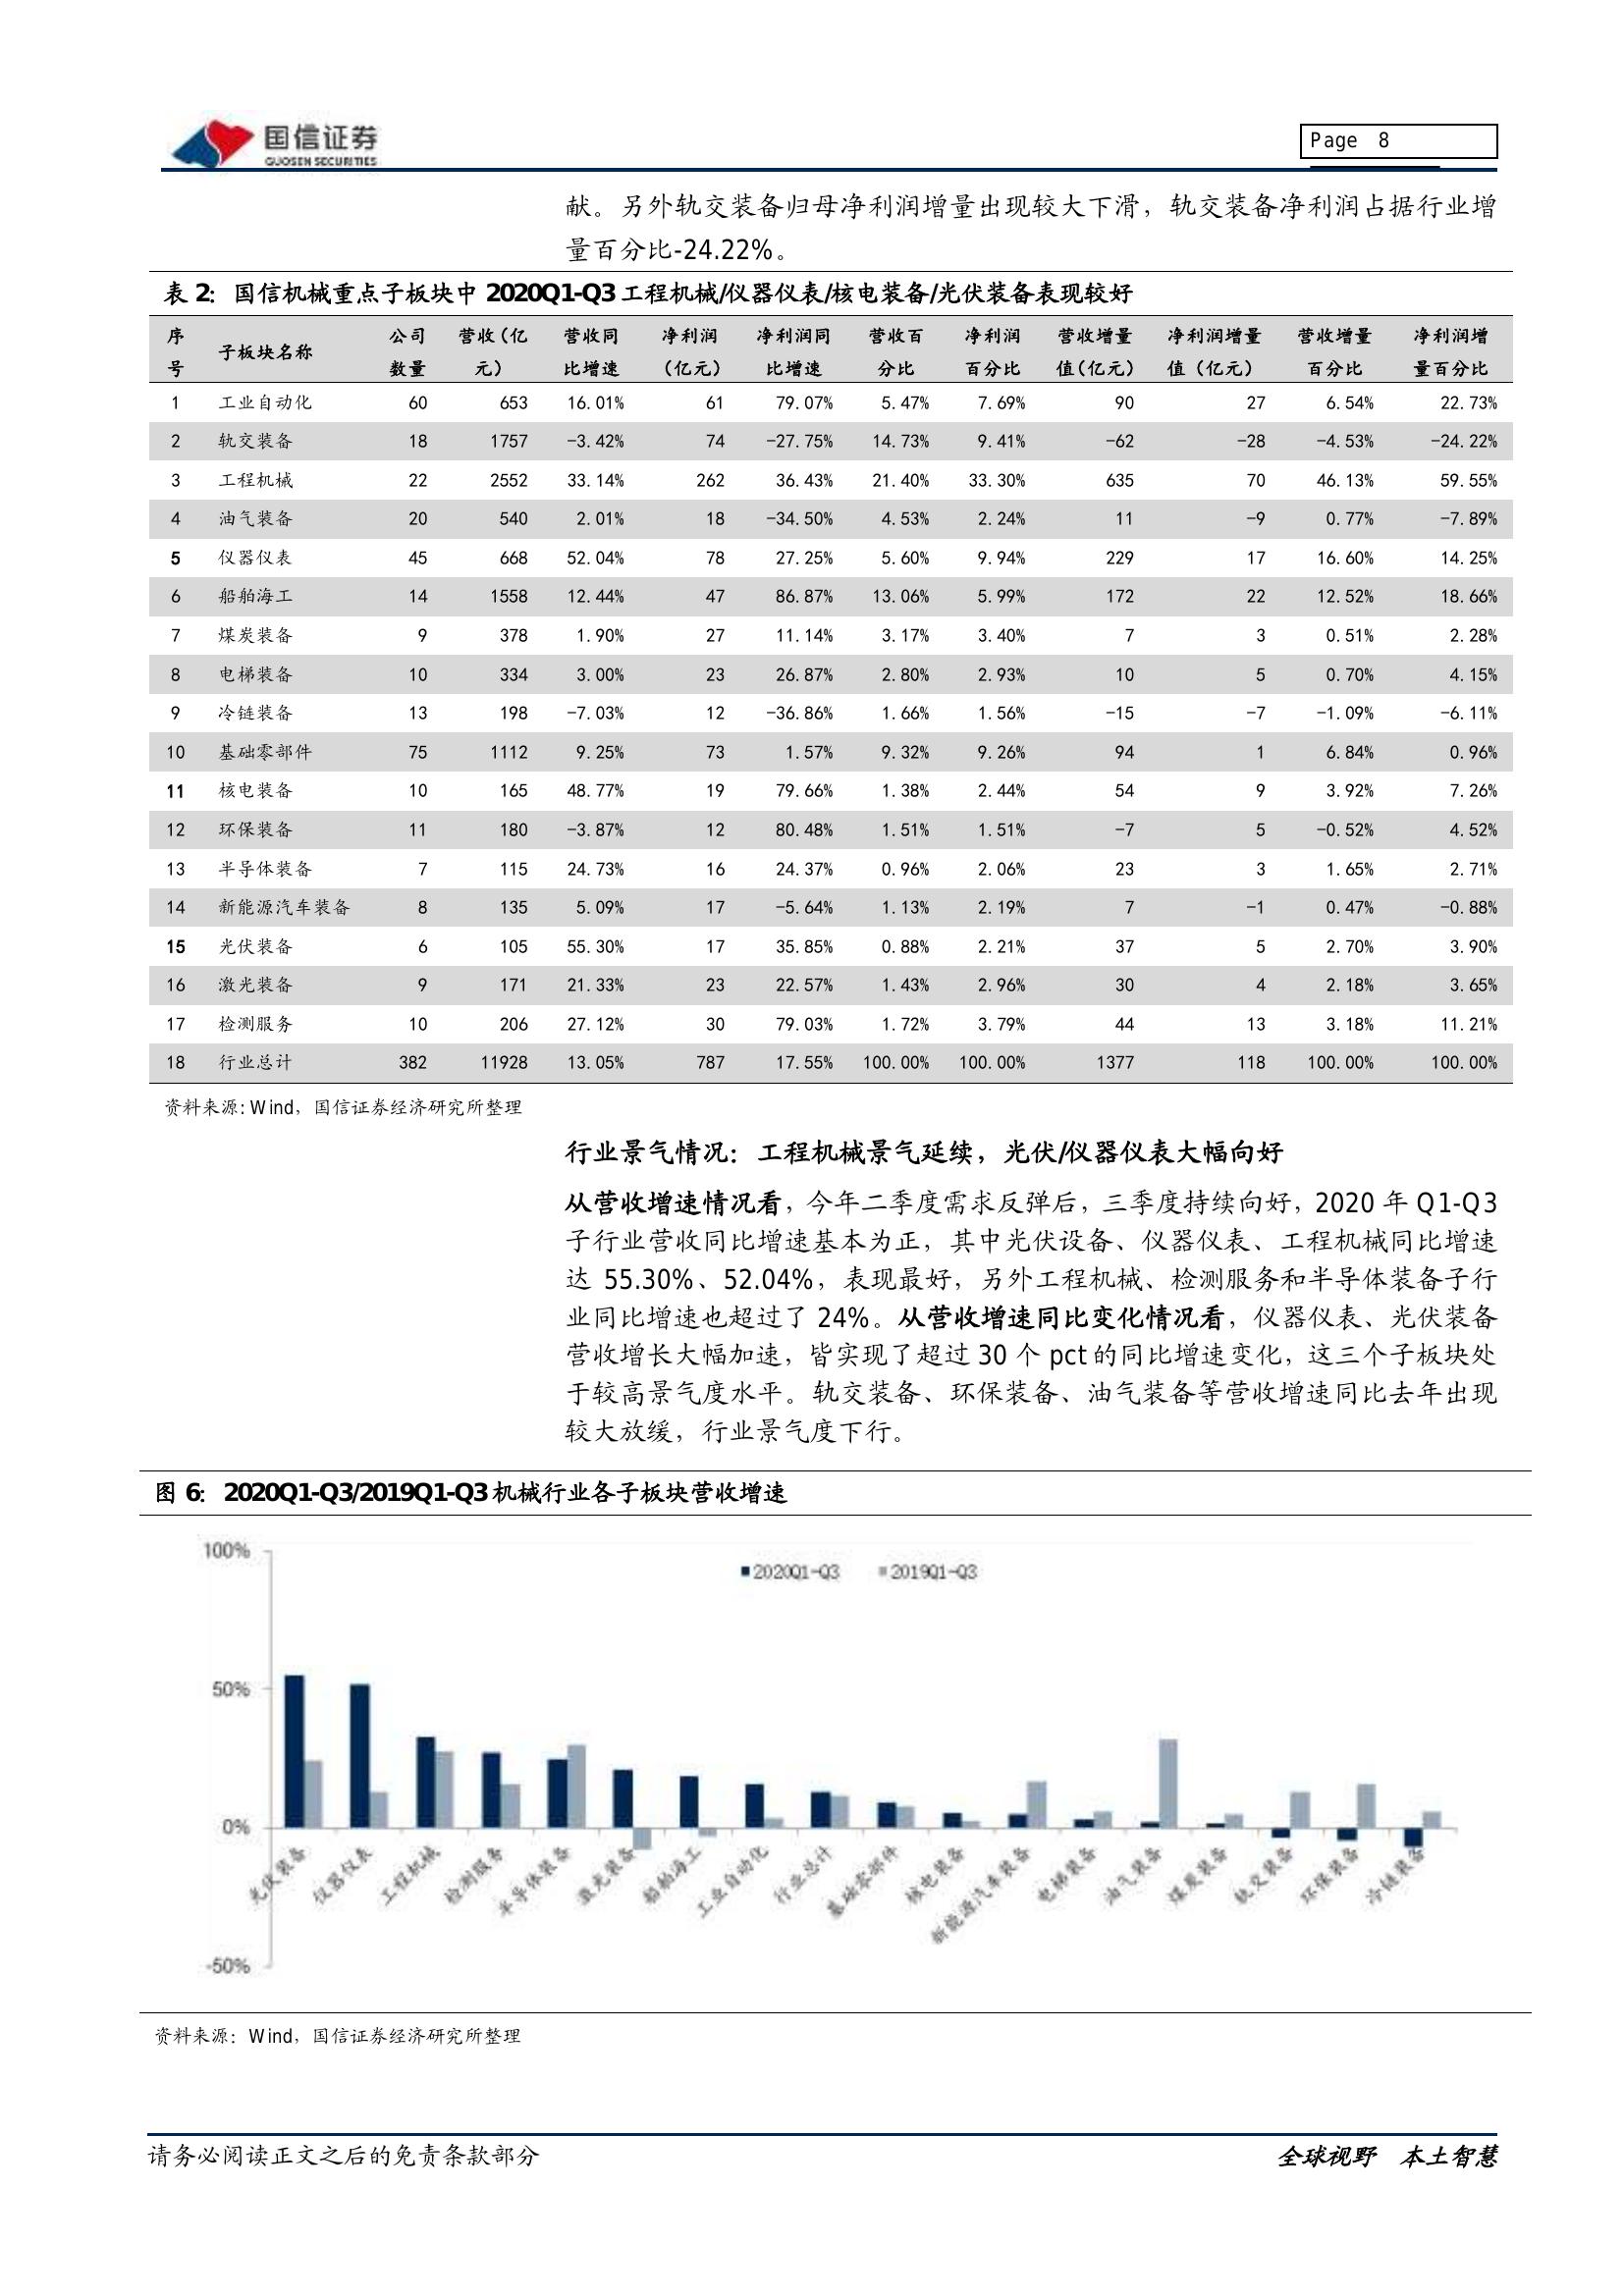 国信证券
GUOSEN SECURITIES
Page 8
献。另外轨交装备归母净利润增量出现较大下滑，轨交装备净利润占据行业增
量百分比-24.22%。
表 2：国信机械重点子板块中 2020Q1-Q3 工程机械/仪器仪表/核电装备/光伏装备表现较好
序号 子板块名称 公司数量 营收(亿元) 营收同比增速 净利润(亿元) 净利润同比增速 营收百分比 净利润百分比 营收增量值(亿元) 净利润增量值(亿元) 营收增量百分比 净利润增量百分比
1 工业自动化 60 653 16.01% 61 79.07% 5.47% 7.69% 90 27 6.54% 22.73%
2 轨交装备 18 1757 -3.42% 74 -27.75% 14.73% 9.41% -62 -28 -4.53% -24.22%
3 工程机械 22 2552 33.14% 262 36.43% 21.40% 33.30% 635 70 46.13% 59.55%
4 油气装备 20 540 2.01% 18 -34.50% 4.53% 2.24% 11 -9 0.77% -7.89%
5 仪器仪表 45 668 52.04% 78 27.25% 5.60% 9.94% 229 17 16.60% 14.25%
6 船舶海工 14 1558 12.44% 47 86.87% 13.06% 5.99% 172 22 12.52% 18.66%
7 煤炭装备 9 378 1.90% 27 11.14% 3.17% 3.40% 7 3 0.51% 2.28%
8 电梯装备 10 334 3.00% 23 26.87% 2.80% 2.93% 10 5 0.70% 4.15%
9 冷链装备 13 198 -7.03% 12 -36.86% 1.66% 1.56% -15 -7 -1.09% -6.11%
10 基础零部件 75 1112 9.25% 73 1.57% 9.32% 9.26% 94 1 6.84% 0.96%
11 核电装备 10 165 48.77% 19 79.66% 1.38% 2.44% 54 9 3.92% 7.26%
12 环保装备 11 180 -3.87% 12 80.48% 1.51% 1.51% -7 5 -0.52% 4.52%
13 半导体装备 7 115 24.73% 16 24.37% 0.96% 2.06% 23 3 1.65% 2.71%
14 新能源汽车装备 8 135 5.09% 17 -5.64% 1.13% 2.19% 7 -1 0.47% -0.88%
15 光伏装备 6 105 55.30% 17 35.85% 0.88% 2.21% 37 5 2.70% 3.90%
16 激光装备 9 171 21.33% 23 22.57% 1.43% 2.96% 30 4 2.18% 3.65%
17 检测服务 10 206 27.12% 30 79.03% 1.72% 3.79% 44 13 3.18% 11.21%
18 行业总计 382 11928 13.05% 787 17.55% 100.00% 100.00% 1377 118 100.00% 100.00%
资料来源：Wind，国信证券经济研究所整理
行业景气情况：工程机械景气延续，光伏/仪器仪表大幅向好
从营收增速情况看，今年二季度需求反弹后，三季度持续向好，2020 年 Q1-Q3
子行业营收同比增速基本为正，其中光伏设备、仪器仪表、工程机械同比增速
达 55.30%、52.04%，表现最好，另外工程机械、检测服务和半导体装备子行
业同比增速也超过了 24%。从营收增速同比变化情况看，仪器仪表、光伏装备
营收增长大幅加速，皆实现了超过 30 个 pct 的同比增速变化，这三个子板块处
于较高景气度水平。轨交装备、环保装备、油气装备等营收增速同比去年出现
较大放缓，行业景气度下行。
图 6：2020Q1-Q3/2019Q1-Q3 机械行业各子板块营收增速
2020Q1-Q3 2019Q1-Q3
100%
50%
0%
-50%
光伏装备 仪器仪表 工程机械 检测服务 半导体装备 激光装备 船舶海工 工业自动化 行业总计 基础零部件 核电装备 新能源汽车装备 电梯装备 油气装备 煤炭装备 轨交装备 环保装备 冷链装备
资料来源：Wind，国信证券经济研究所整理
请务必阅读正文之后的免责条款部分
全球视野 本土智慧